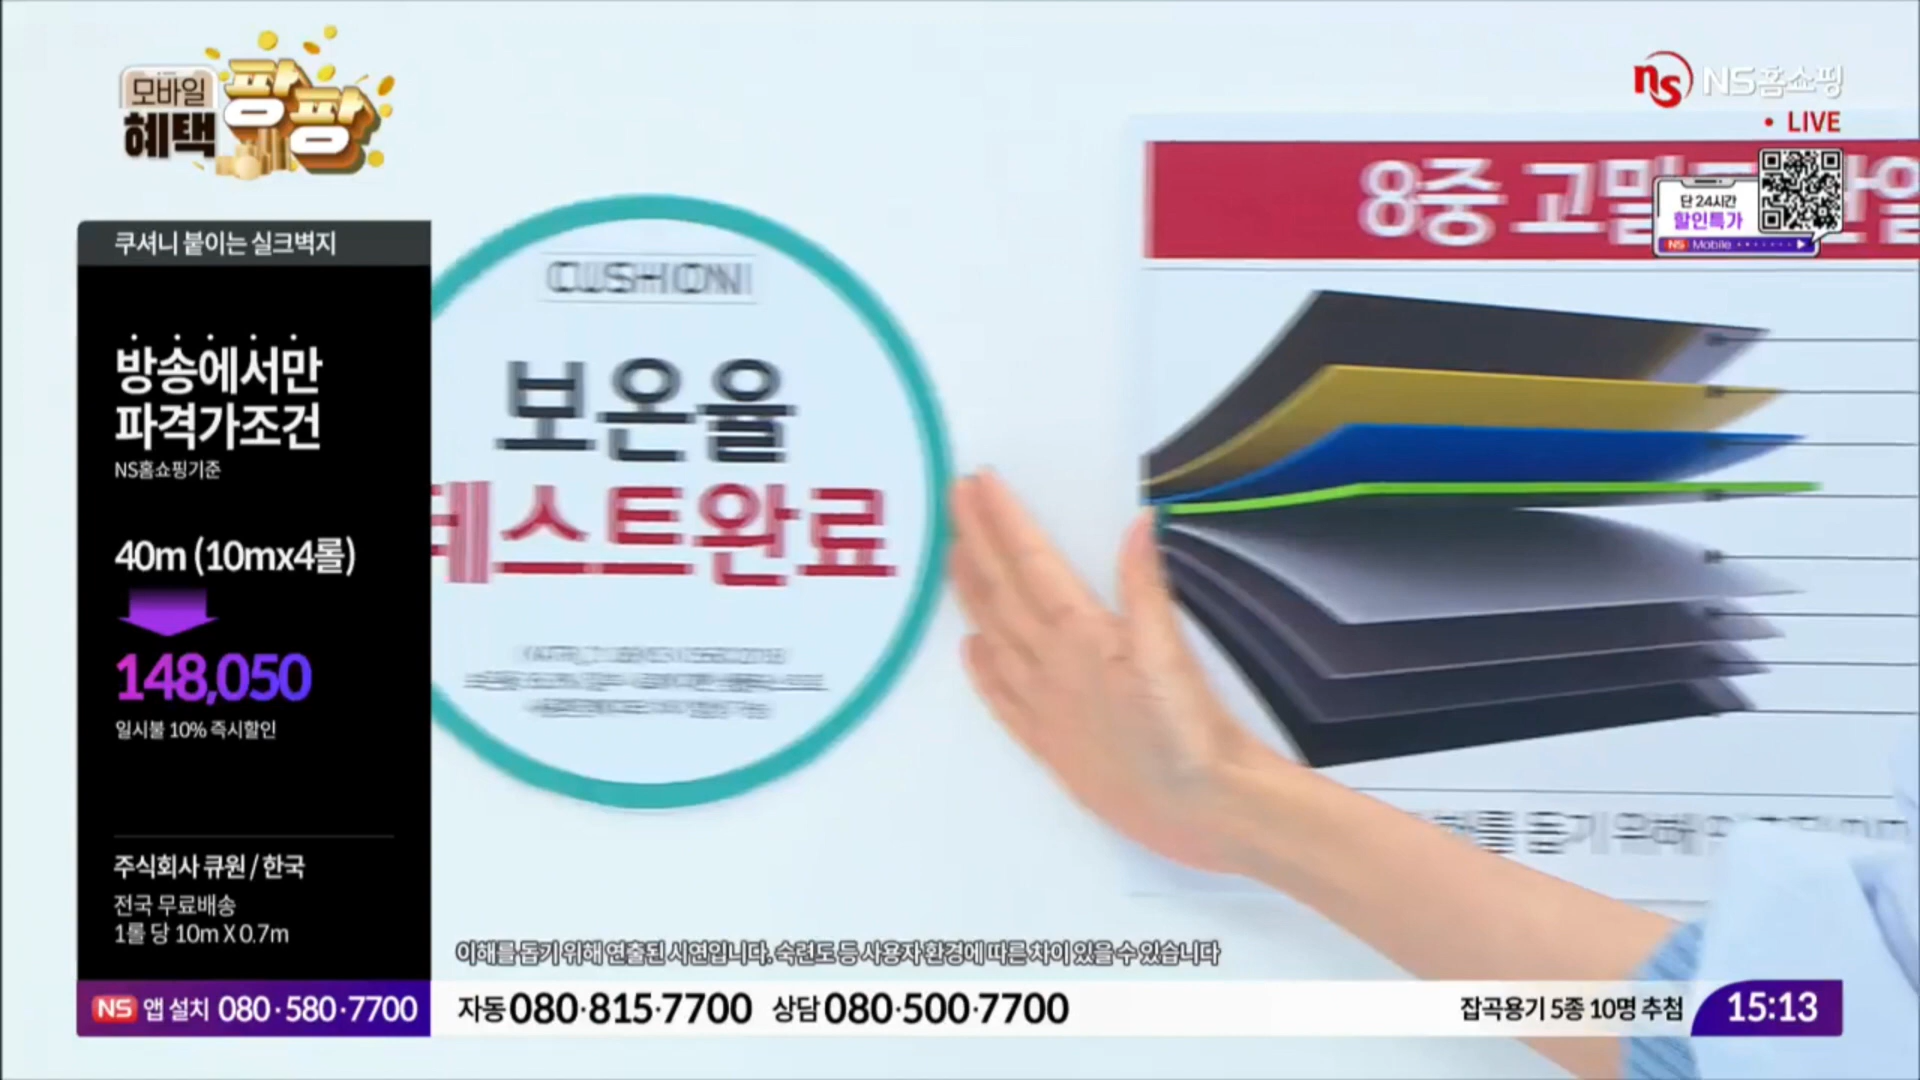 모바일
혜택
팡팡
ns NS홈쇼핑
• LIVE
단 24시간
할인특가
NS Mobile
8중 고밀
쿠셔니 붙이는 실크벽지
방송에서만
파격가조건
NS홈쇼핑기준
40m (10mx4롤)
148,050
일시불 10% 즉시할인
주식회사 큐원 / 한국
전국 무료배송
1롤 당 10m X 0.7m
CUSHION
보온율
테스트완료
이해를 돕기 위해 연출된 시연입니다. 숙련도 등 사용자 환경에 따른 차이 있을 수 있습니다
NS 앱 설치 080·580·7700
자동 080·815·7700 상담 080·500·7700
잡곡용기 5종 10명 추첨
15:13